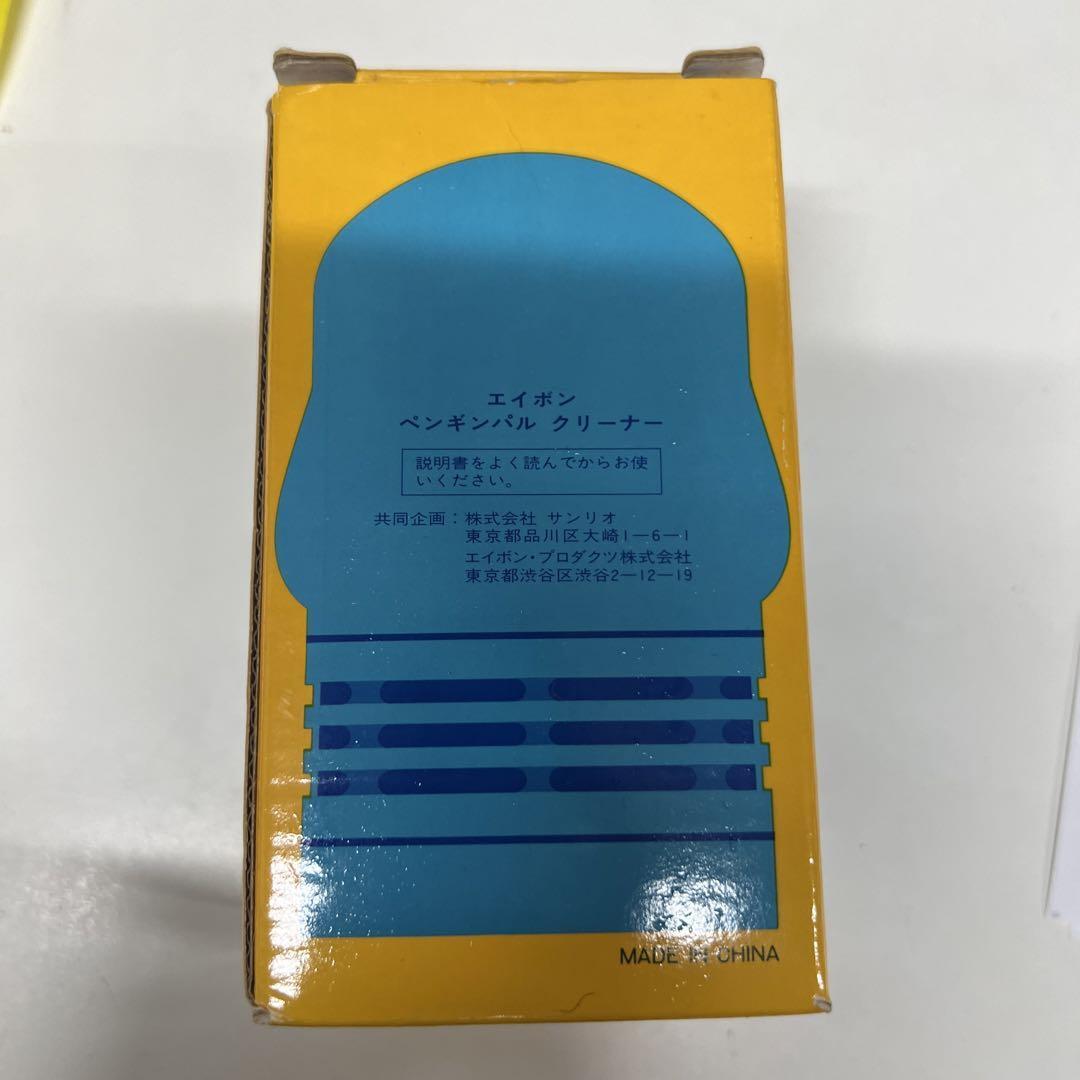 エイボン
ペンギンパル クリーナー
説明書をよく読んでからお使
いください。
共同企画：株式会社 サンリオ
東京都品川区大崎1-6-1
エイボン・プロダクツ株式会社
東京都渋谷区渋谷2-12-19
MADE IN CHINA